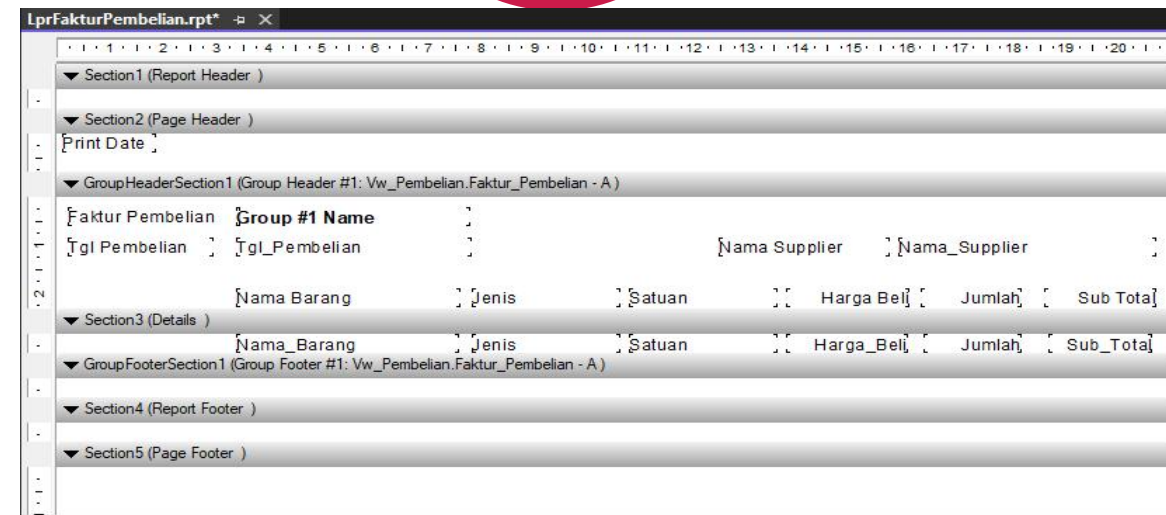 LprFakturPembelian.rpt*
1 2 3 4 5 6 7 8 9 10 11 12 13 14 15 16 17 18 19 20
Section1 (Report Header )
Section2 (Page Header )
Print Date
GroupHeaderSection1 (Group Header #1: Vw_Pembelian.Faktur_Pembelian - A )
Faktur Pembelian Group #1 Name
1
Tgl Pembelian Tgl_Pembelian Nama Supplier Nama_Supplier
2
Nama Barang Jenis Satuan Harga Beli Jumlah Sub Total
Section3 (Details )
Nama_Barang Jenis Satuan Harga_Beli Jumlah Sub_Total
GroupFooterSection1 (Group Footer #1: Vw_Pembelian.Faktur_Pembelian - A )
Section4 (Report Footer )
Section5 (Page Footer )